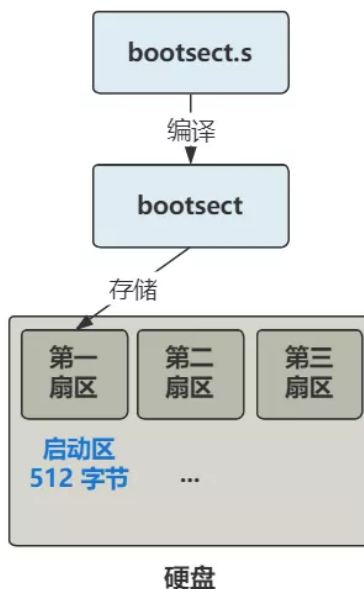 bootsect.s
编译
bootsect
存储
第一
扇区
第二
扇区
第三
扇区
启动区
512 字节
...
硬盘